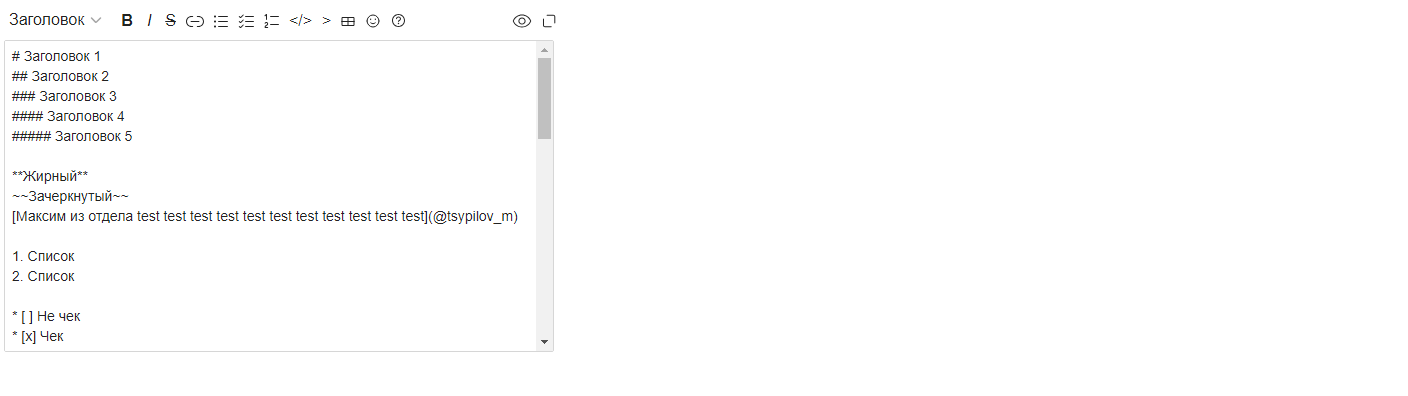 Заголовок B I S </> >
# Заголовок 1
## Заголовок 2
### Заголовок 3
#### Заголовок 4
##### Заголовок 5
**Жирный**
~~Зачеркнутый~~
[Максим из отдела test test test test test test test test test test test](@tsypilov_m)
1. Список
2. Список
* [ ] Не чек
* [x] Чек